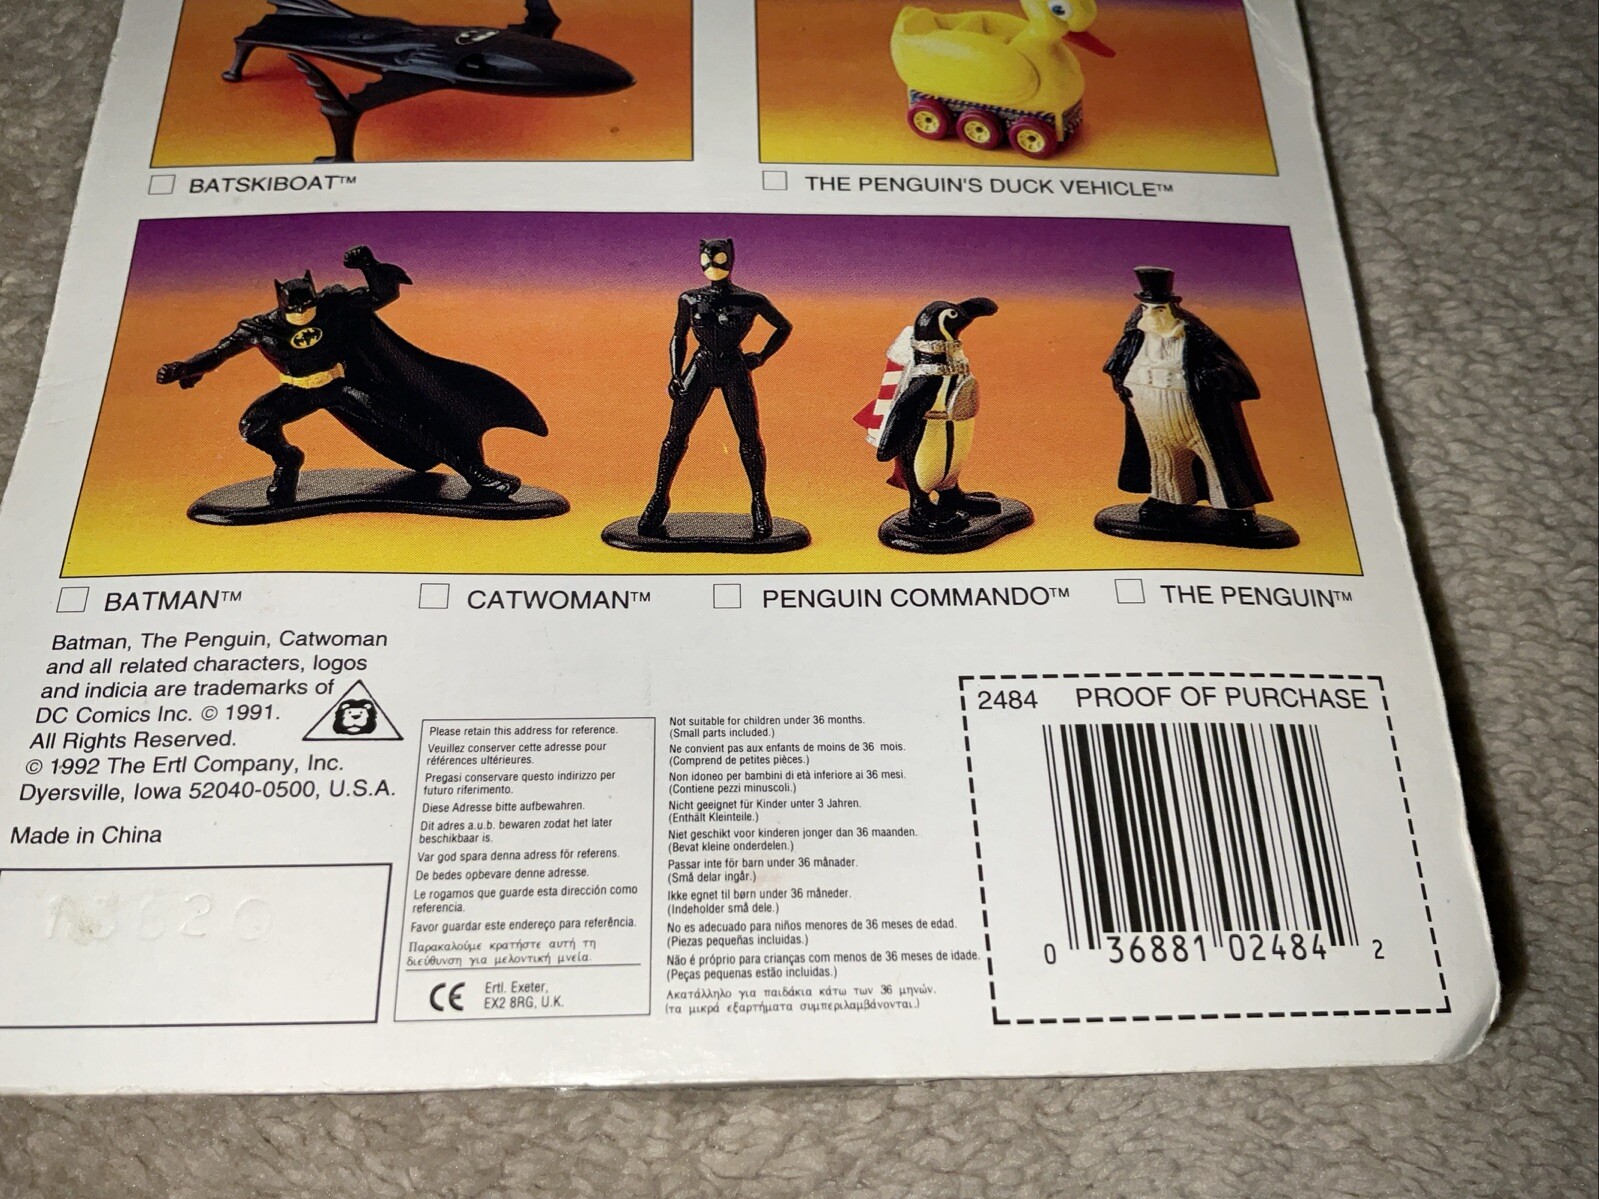 BATSKIBOAT™
THE PENGUIN'S DUCK VEHICLE™
BATMAN™
CATWOMAN™
PENGUIN COMMANDO™
THE PENGUIN™
Batman, The Penguin, Catwoman
and all related characters, logos
and indicia are trademarks of
DC Comics Inc. © 1991.
All Rights Reserved.
© 1992 The Ertl Company, Inc.
Dyersville, Iowa 52040-0500, U.S.A.
Made in China
Please retain this address for reference.
Veuillez conserver cette adresse pour
références ultérieures.
Pregasi conservare questo indirizzo per
futuro riferimento.
Diese Adresse bitte aufbewahren.
Dit adres a.u.b. bewaren zodat het later
beschikbaar is.
Var god spara denna adress för referens.
De bedes opbevare denne adresse.
Le rogamos que guarde esta dirección como
referencia.
Favor guardar este endereço para referência.
Παρακαλούμε κρατήστε αυτή τη
διεύθυνση για μελοντική μνεία.
CE
Ertl. Exeter,
EX2 8RG, U.K.
Not suitable for children under 36 months.
(Small parts included.)
Ne convient pas aux enfants de moins de 36 mois.
(Comprend de petites pièces.)
Non idoneo per bambini di età inferiore ai 36 mesi.
(Contiene pezzi minuscoli.)
Nicht geeignet für Kinder unter 3 Jahren.
(Enthält Kleinteile.)
Niet geschikt voor kinderen jonger dan 36 maanden.
(Bevat kleine onderdelen.)
Passar inte för barn under 36 månader.
(Små delar ingår.)
Ikke egnet til børn under 36 måneder.
(Indeholder små dele.)
No es adecuado para niños menores de 36 meses de edad.
(Piezas pequeñas incluidas.)
Não é próprio para crianças com menos de 36 meses de idade.
(Peças pequenas estão incluidas.)
Ακατάλληλο για παιδάκια κάτω των 36 μηνών.
(τα μικρά εξαρτήματα συμπεριλαμβάνονται.)
2484 PROOF OF PURCHASE
0 36881 02484 2